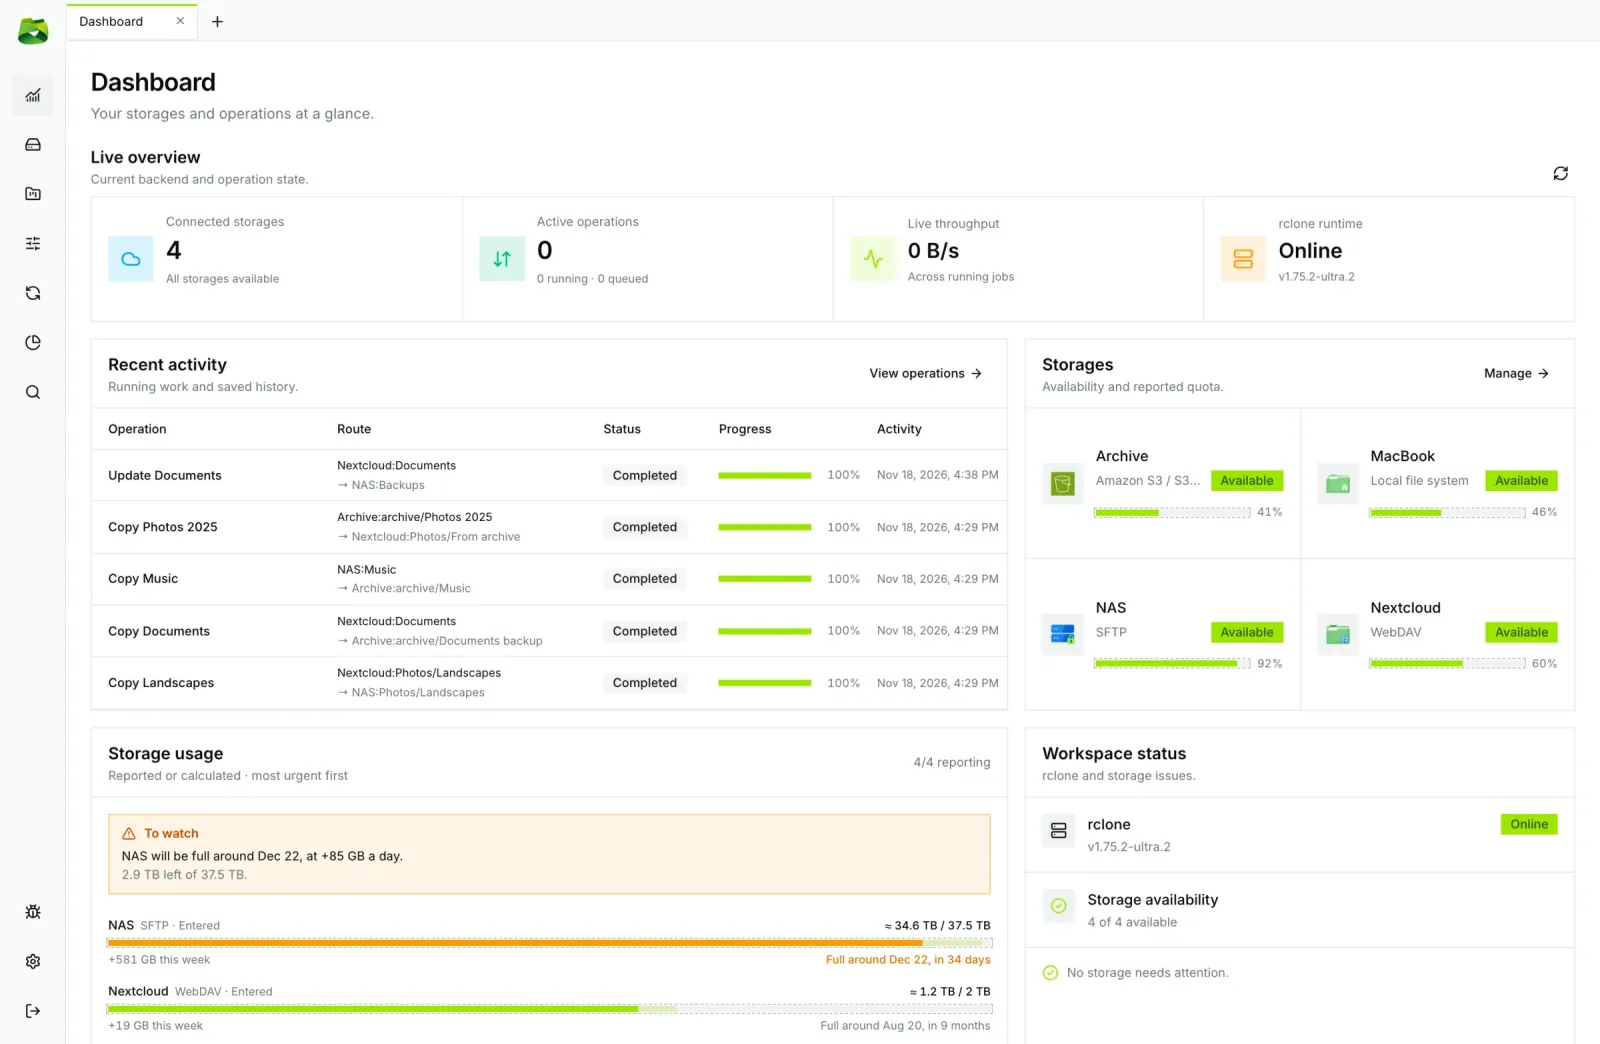 Dashboard
Dashboard
Your storages and operations at a glance.
Live overview
Current backend and operation state.
Connected storages
4
All storages available
Active operations
0
0 running · 0 queued
Live throughput
0 B/s
Across running jobs
rclone runtime
Online
v1.75.2-ultra.2
Recent activity
Running work and saved history.
View operations →
Operation Route Status Progress Activity
Update Documents
Nextcloud:Documents
→ NAS:Backups
Completed 100% Nov 18, 2026, 4:38 PM
Copy Photos 2025
Archive:archive/Photos 2025
→ Nextcloud:Photos/From archive
Completed 100% Nov 18, 2026, 4:29 PM
Copy Music
NAS:Music
→ Archive:archive/Music
Completed 100% Nov 18, 2026, 4:29 PM
Copy Documents
Nextcloud:Documents
→ Archive:archive/Documents backup
Completed 100% Nov 18, 2026, 4:29 PM
Copy Landscapes
Nextcloud:Photos/Landscapes
→ NAS:Photos/Landscapes
Completed 100% Nov 18, 2026, 4:29 PM
Storages
Availability and reported quota.
Manage →
Archive
Amazon S3 / S3... Available
41%
MacBook
Local file system Available
46%
NAS
SFTP Available
92%
Nextcloud
WebDAV Available
60%
Storage usage
Reported or calculated · most urgent first
4/4 reporting
To watch
NAS will be full around Dec 22, at +85 GB a day.
2.9 TB left of 37.5 TB.
NAS SFTP · Entered ≈ 34.6 TB / 37.5 TB
+581 GB this week Full around Dec 22, in 34 days
Nextcloud WebDAV · Entered ≈ 1.2 TB / 2 TB
+19 GB this week Full around Aug 20, in 9 months
Workspace status
rclone and storage issues.
rclone Online
v1.75.2-ultra.2
Storage availability
4 of 4 available
No storage needs attention.